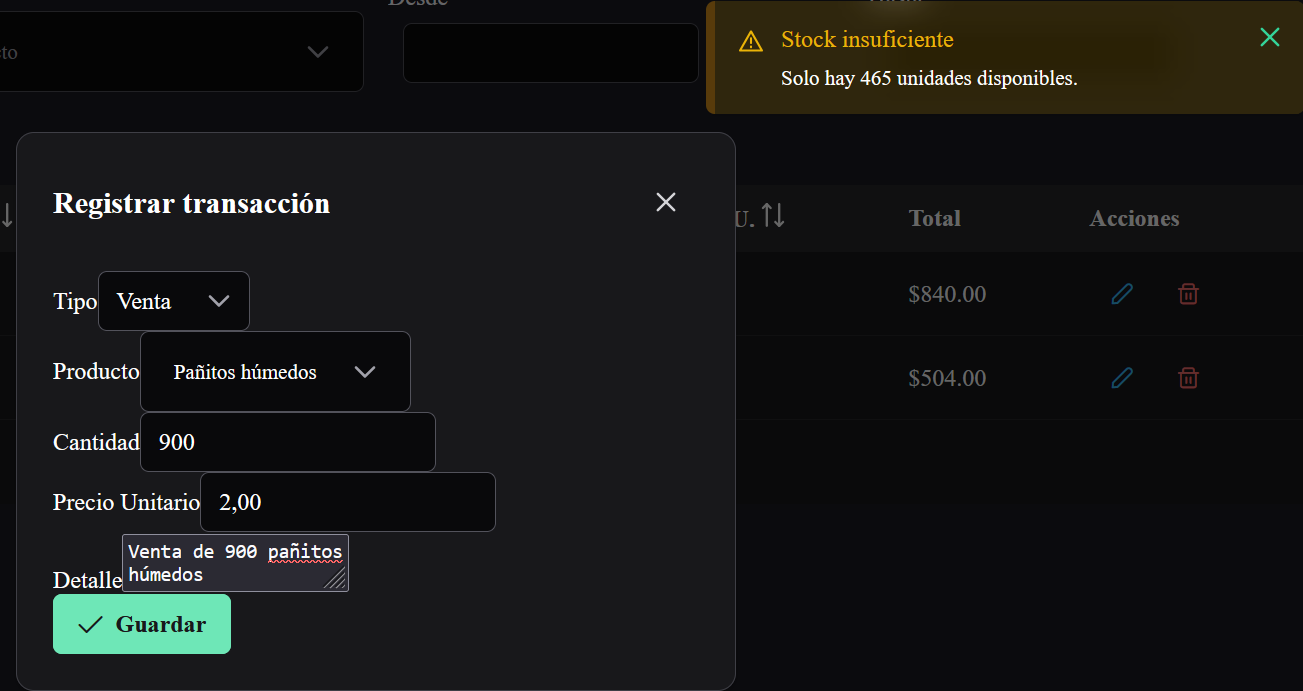 Desde
Stock insuficiente
Solo hay 465 unidades disponibles.
Registrar transacción
U.
Total
Acciones
Tipo
Venta
$840.00
Producto
Pañitos húmedos
$504.00
Cantidad
900
Precio Unitario
2,00
Detalle
Venta de 900 pañitos
húmedos
Guardar